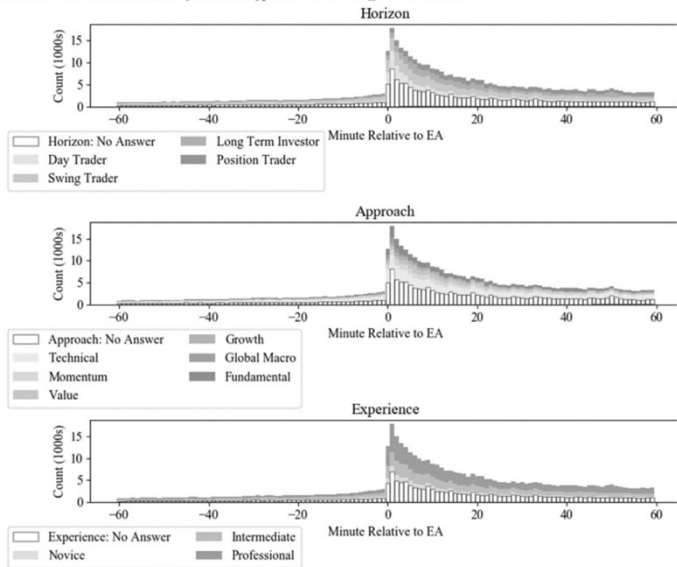 Horizon
Count (1000s)
15
10
5
0
−60 −40 −20 0 20 40 60
Minute Relative to EA
Horizon: No Answer
Day Trader
Swing Trader
Long Term Investor
Position Trader
Approach
Count (1000s)
15
10
5
0
−60 −40 −20 0 20 40 60
Minute Relative to EA
Approach: No Answer
Technical
Momentum
Value
Growth
Global Macro
Fundamental
Experience
Count (1000s)
15
10
5
0
−60 −40 −20 0 20 40 60
Minute Relative to EA
Experience: No Answer
Novice
Intermediate
Professional